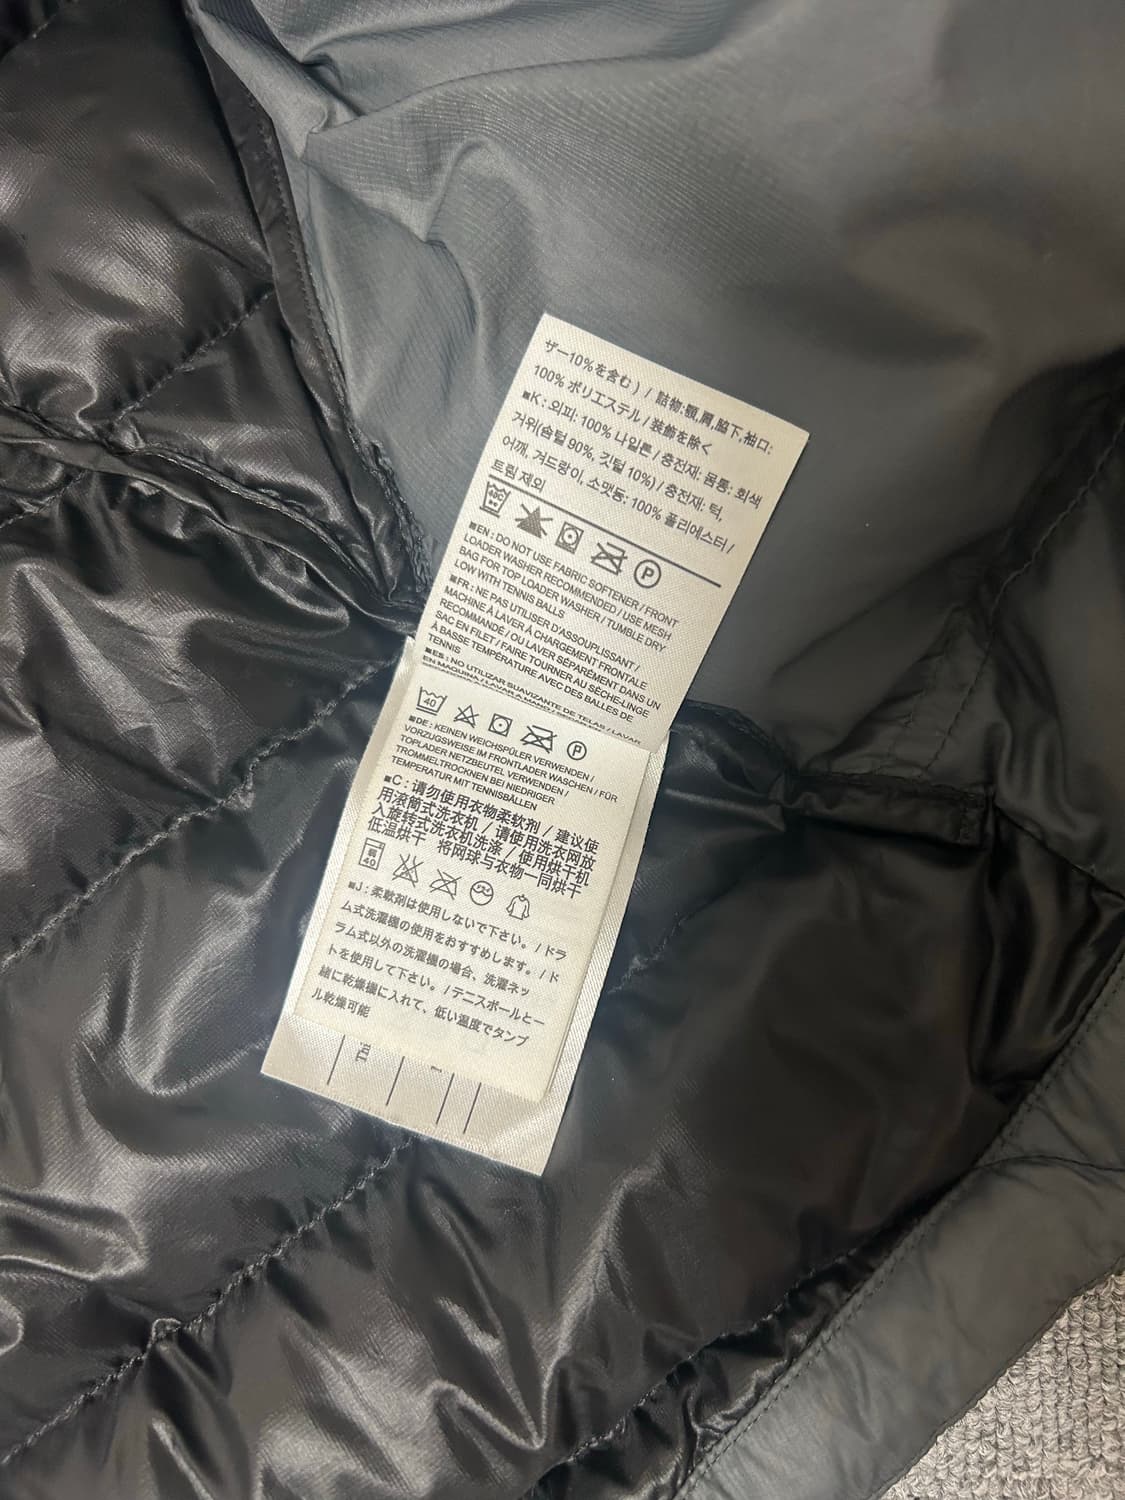 ザー10%を含む) / 詰物:顎,肩,脇下,袖口:
100% ポリエステル / 装飾を除く
■K : 외피: 100% 나일론 / 충전재: 몸통: 회색
거위(솜털 90%, 깃털 10%) / 충전재: 턱,
어깨, 겨드랑이, 소맷동: 100% 폴리에스터 /
트림 제외
■EN : DO NOT USE FABRIC SOFTENER / FRONT
LOADER WASHER RECOMMENDED / USE MESH
BAG FOR TOP LOADER WASHER / TUMBLE DRY
LOW WITH TENNIS BALLS
■FR : NE PAS UTILISER D'ASSOUPLISSANT /
MACHINE À LAVER À CHARGEMENT FRONTALE
RECOMMANDÉ / OU LAVER SÉPARÉMENT DANS UN
SAC EN FILET / FAIRE TOURNER AU SÈCHE-LINGE
À BASSE TEMPÉRATURE AVEC DES BALLES DE
TENNIS
■ES : NO UTILIZAR SUAVIZANTE DE TELAS / LAVAR
40
P
■DE : KEINEN WEICHSPÜLER VERWENDEN /
VORZUGSWEISE IM FRONTLADER WASCHEN / FÜR
TOPLADER NETZBEUTEL VERWENDEN /
TROMMELTROCKNEN BEI NIEDRIGER
TEMPERATUR MIT TENNISBÄLLEN
■C : 请勿使用衣物柔软剂 / 建议使
用滚筒式洗衣机 / 请使用洗衣网放
入旋转式洗衣机洗涤 / 使用烘干机
低温烘干 将网球与衣物一同烘干
40
■J : 柔軟剤は使用しないで下さい。 / ドラ
ム式洗濯機の使用をおすすめします。 / ド
ラム式以外の洗濯機の場合、洗濯ネッ
トを使用して下さい。 / テニスボールと一
緒に乾燥機に入れて、低い温度でタンブ
ル乾燥可能